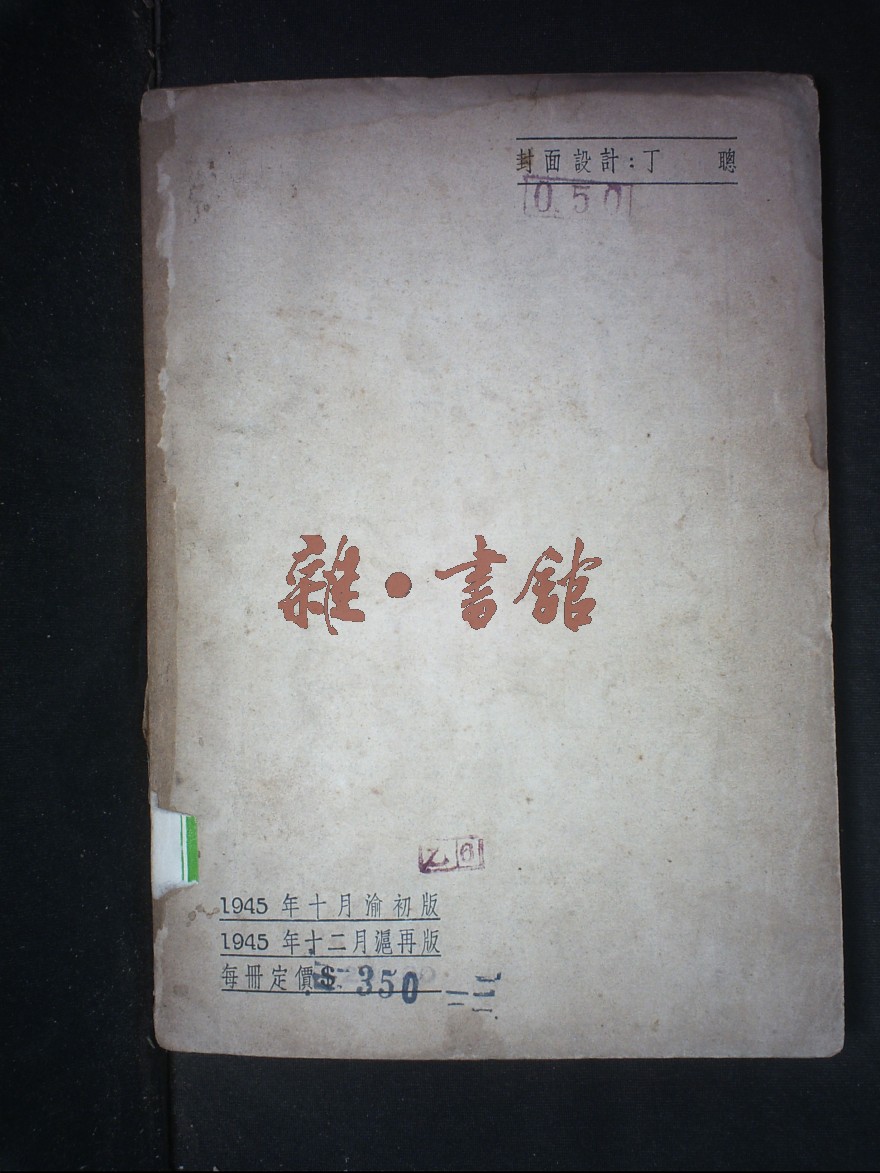 封面設計:丁 聰
0.50
雜·書館
乙6
1945 年十月渝初版
1945 年十二月滬再版
每冊定價$ 350